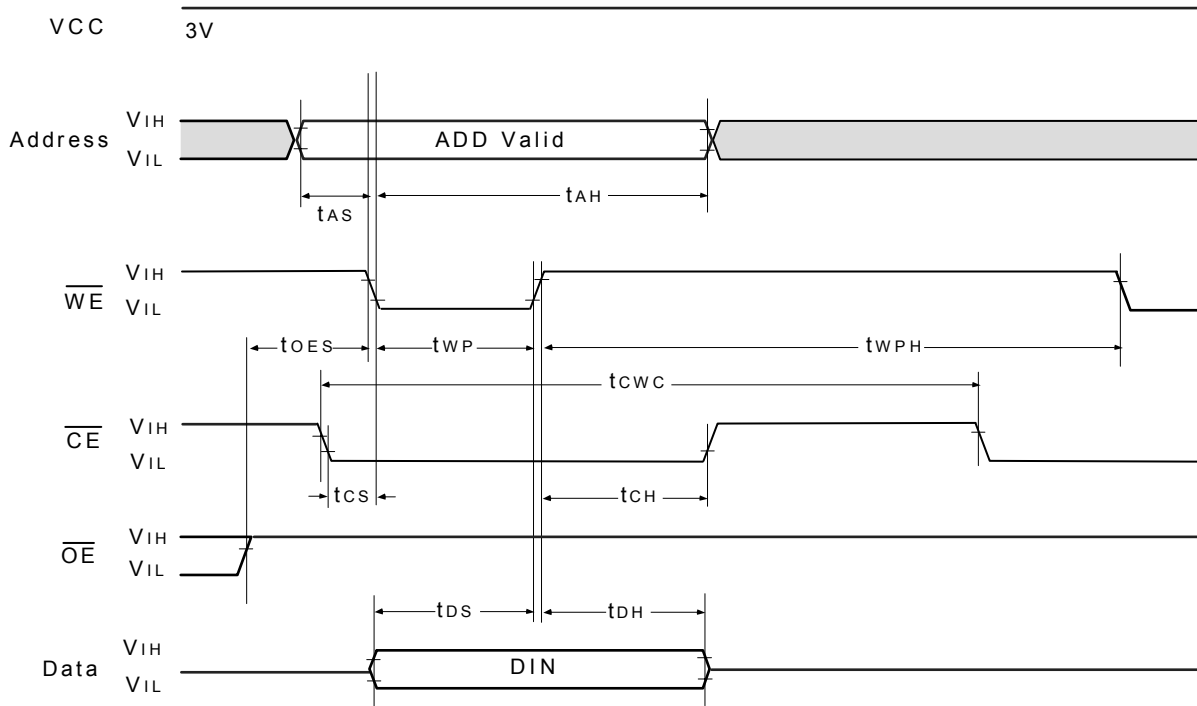 VCC 3V
Address VIH ADD Valid
VIL
tAS tAH
WE VIH
VIL
tOES tWP tWPH
tCWC
CE VIH
VIL
tCS tCH
OE VIH
VIL
tDS tDH
Data VIH DIN
VIL